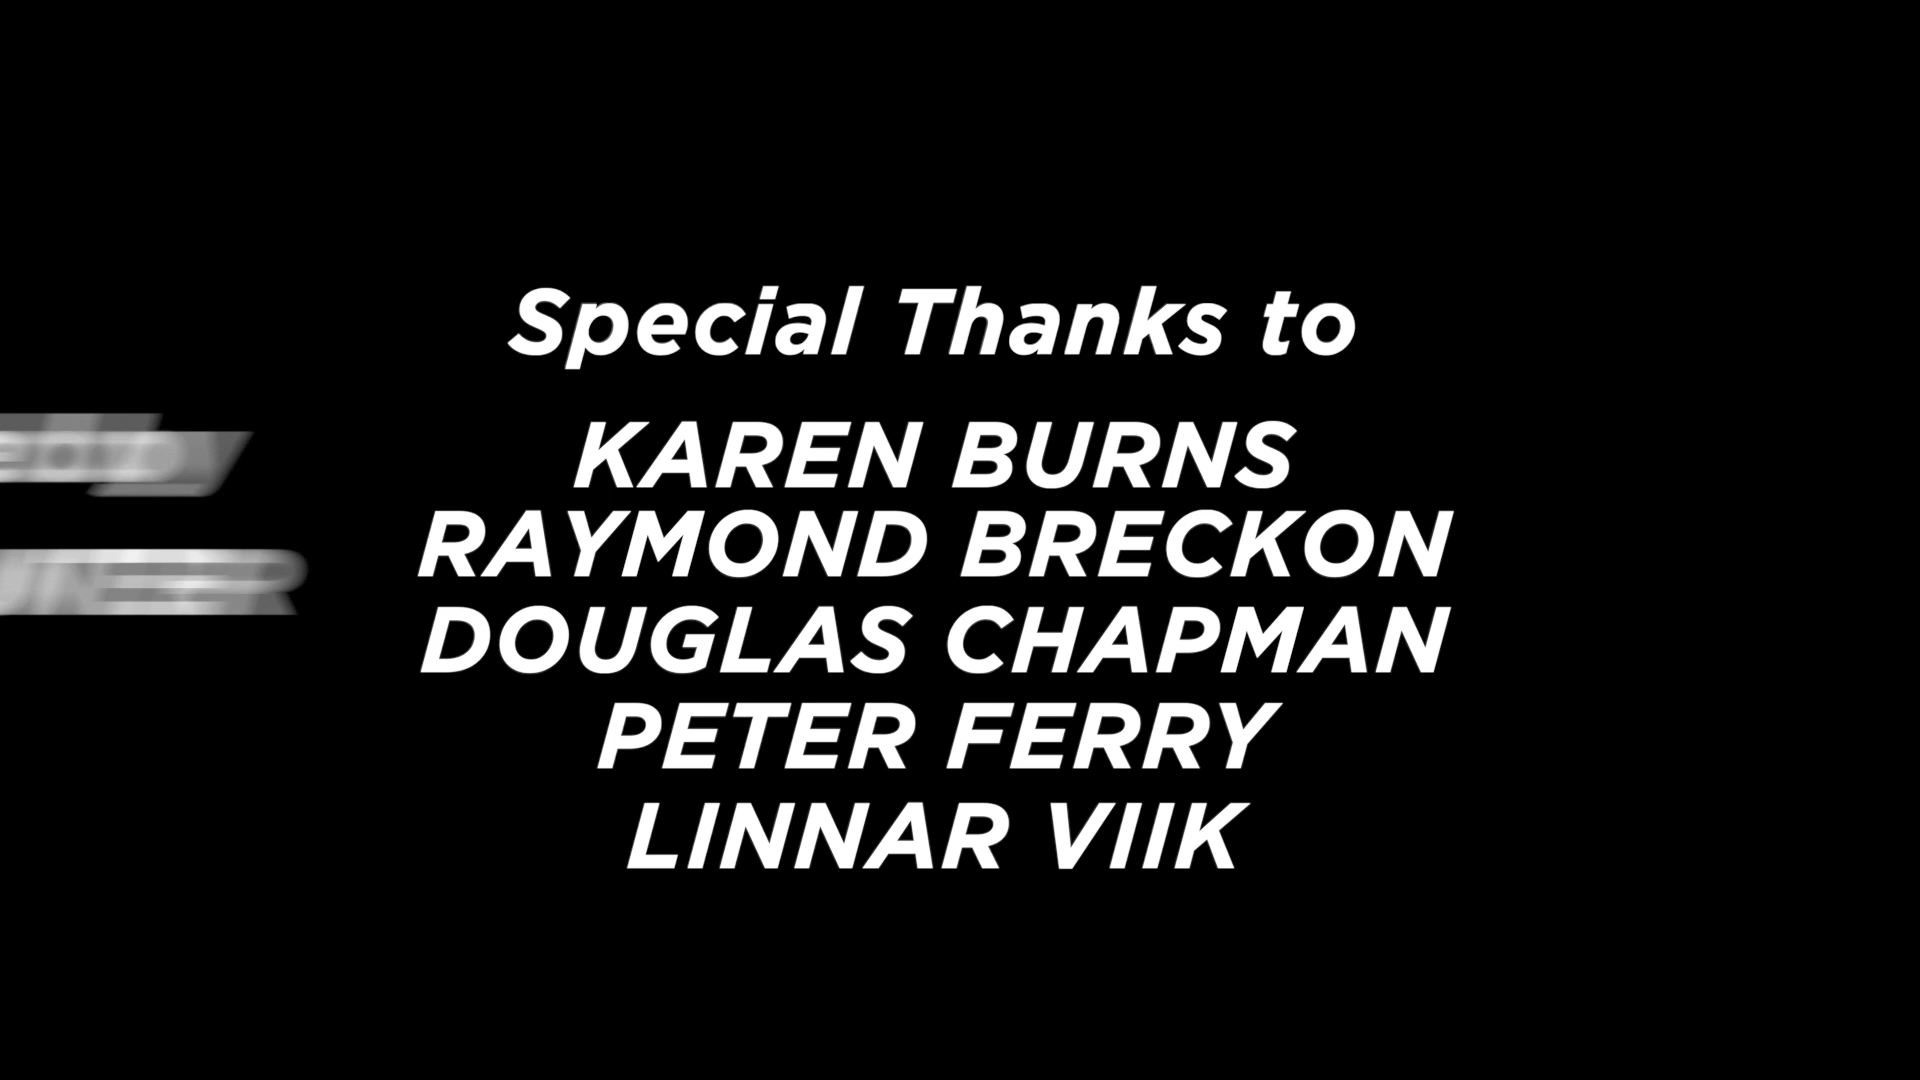 Special Thanks to
KAREN BURNS
RAYMOND BRECKON
DOUGLAS CHAPMAN
PETER FERRY
LINNAR VIIK